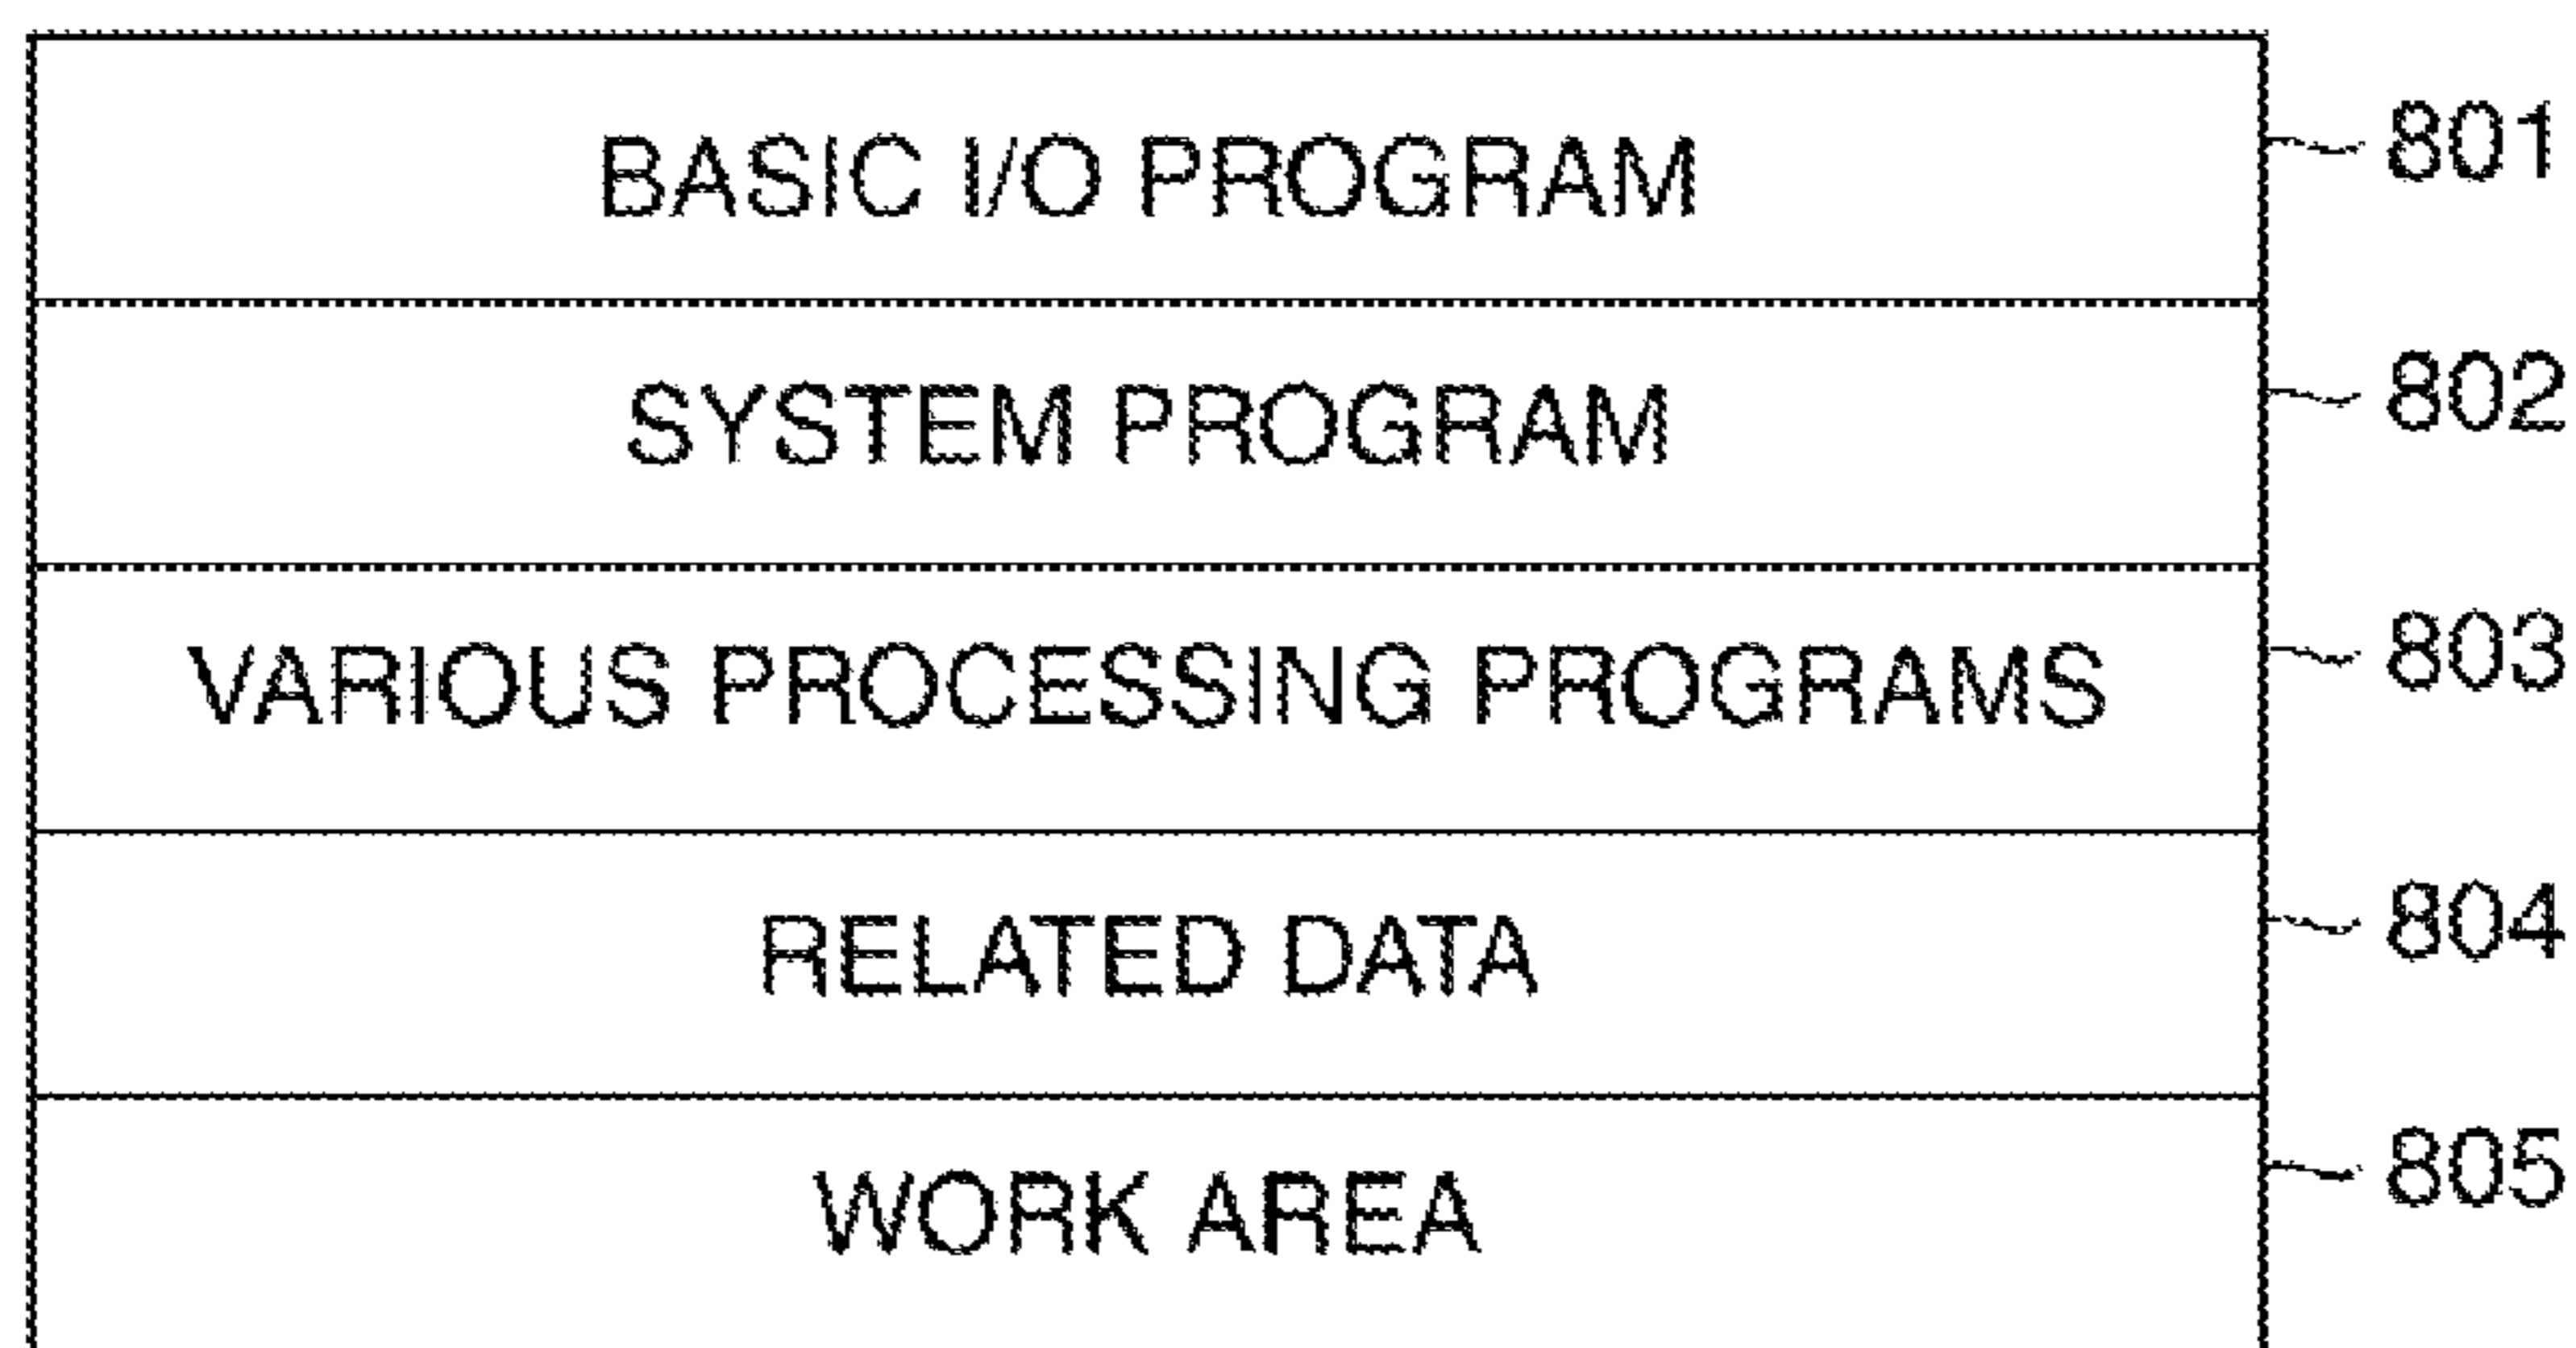 BASIC I/O PROGRAM 801
SYSTEM PROGRAM 802
VARIOUS PROCESSING PROGRAMS 803
RELATED DATA 804
WORK AREA 805